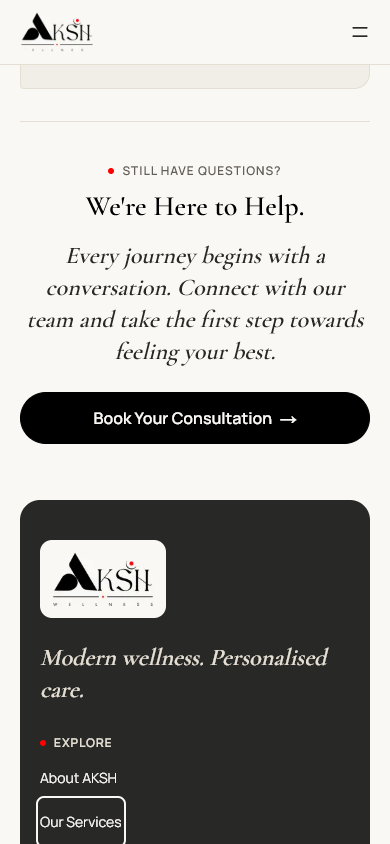 AKSH
STILL HAVE QUESTIONS?
We're Here to Help.
Every journey begins with a
conversation. Connect with our
team and take the first step towards
feeling your best.
Book Your Consultation →
AKSH
WELLNESS
Modern wellness. Personalised
care.
EXPLORE
About AKSH
Our Services